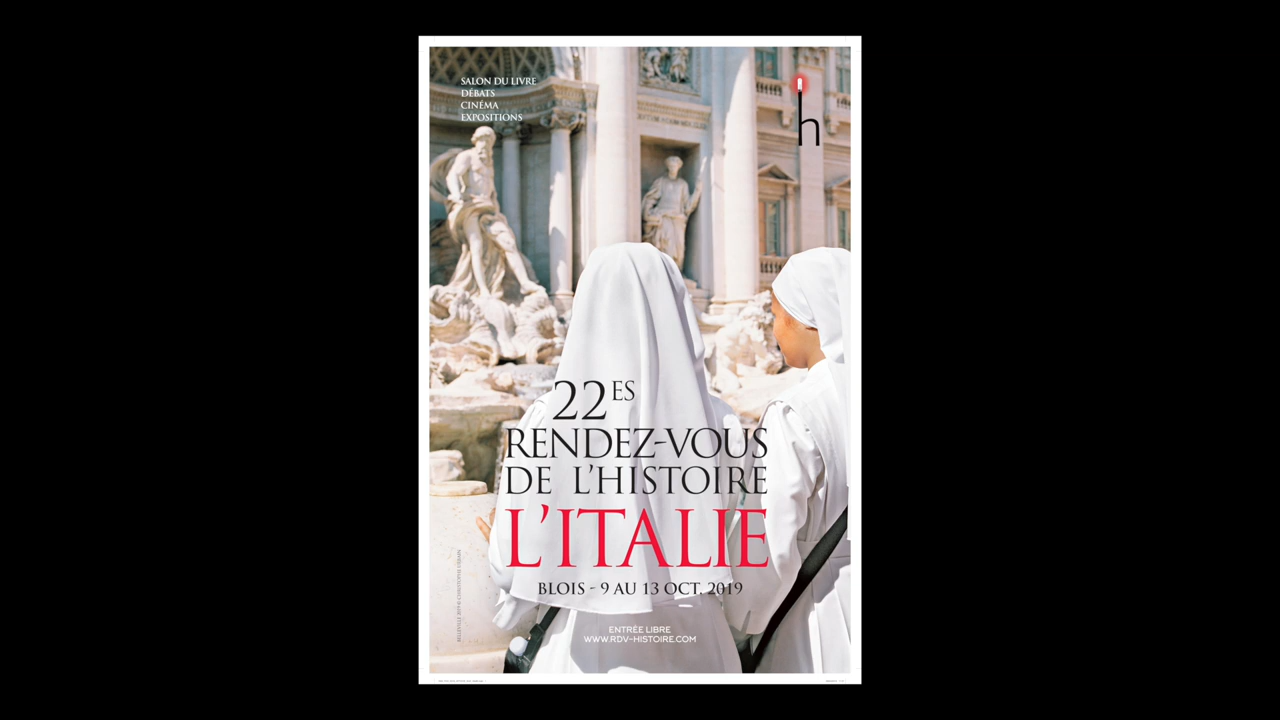 SALON DU LIVRE
DÉBATS
CINÉMA
EXPOSITIONS
h
22ES
RENDEZ-VOUS
DE L'HISTOIRE
L'ITALIE
BLOIS - 9 AU 13 OCT. 2019
ENTRÉE LIBRE
WWW.RDV-HISTOIRE.COM